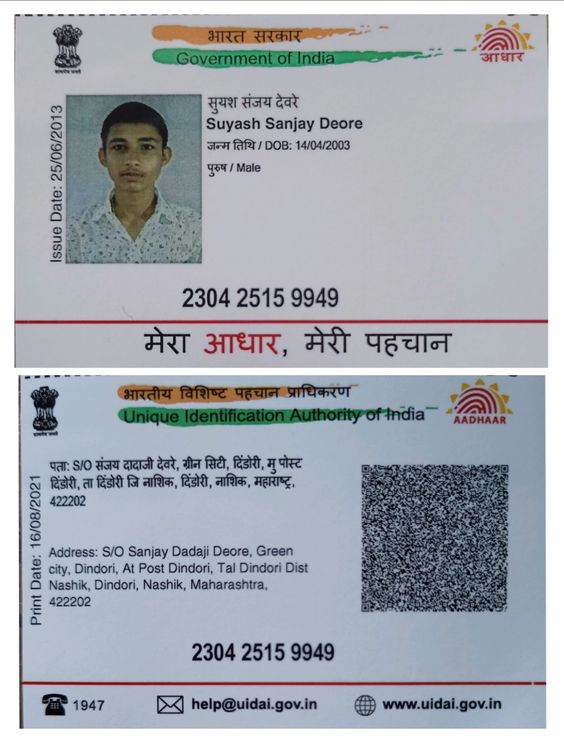 भारत सरकार
Government of India
आधार
Issue Date: 25/06/2013
सुयश संजय देवरे
Suyash Sanjay Deore
जन्म तिथि / DOB: 14/04/2003
पुरुष / Male
2304 2515 9949
मेरा आधार, मेरी पहचान
भारतीय विशिष्ट पहचान प्राधिकरण
Unique Identification Authority of India
AADHAAR
Print Date: 16/08/2021
पता: S/O संजय दादाजी देवरे, ग्रीन सिटी, दिंडोरी, मु पोस्ट
दिंडोरी, ता दिंडोरी जि नाशिक, दिंडोरी, नाशिक, महाराष्ट्र,
422202
Address: S/O Sanjay Dadaji Deore, Green
city, Dindori, At Post Dindori, Tal Dindori Dist
Nashik, Dindori, Nashik, Maharashtra,
422202
2304 2515 9949
1947
help@uidai.gov.in
www.uidai.gov.in